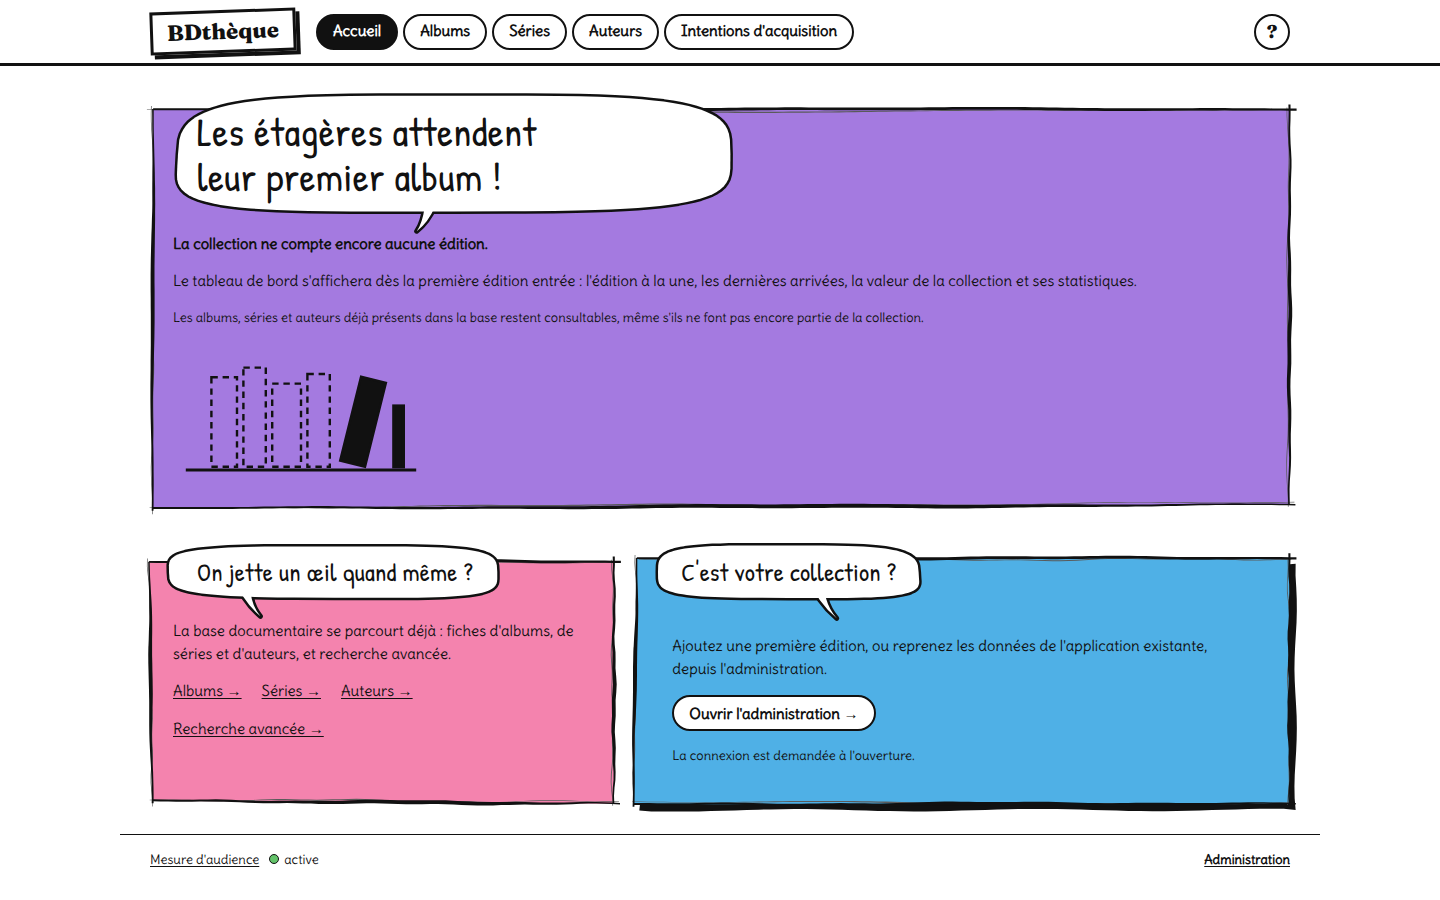 BDthèque
Accueil
Albums
Séries
Auteurs
Intentions d'acquisition
?
Les étagères attendent
leur premier album !
La collection ne compte encore aucune édition.
Le tableau de bord s'affichera dès la première édition entrée : l'édition à la une, les dernières arrivées, la valeur de la collection et ses statistiques.
Les albums, séries et auteurs déjà présents dans la base restent consultables, même s'ils ne font pas encore partie de la collection.
On jette un œil quand même ?
La base documentaire se parcourt déjà : fiches d'albums, de
séries et d'auteurs, et recherche avancée.
Albums →
Séries →
Auteurs →
Recherche avancée →
C'est votre collection ?
Ajoutez une première édition, ou reprenez les données de l'application existante,
depuis l'administration.
Ouvrir l'administration →
La connexion est demandée à l'ouverture.
Mesure d'audience
active
Administration